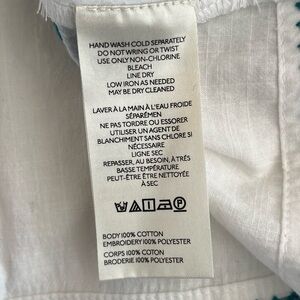 HAND WASH COLD SEPARATELY
DO NOT WRING OR TWIST
USE ONLY NON-CHLORINE
BLEACH
LINE DRY
LOW IRON AS NEEDED
MAY BE DRY CLEANED
LAVER À LA MAIN À L'EAU FROIDE
SÉPARÉMEN
NE PAS TORDRE OU ESSORER
UTILISER UN AGENT DE
BLANCHIMENT SANS CHLORE SI
NÉCESSAIRE
LIGNE SEC
REPASSER, AU BESOIN, À TRÈS
BASSE TEMPÉRATURE
PEUT-ÊTRE ÊTRE NETTOYÉE
À SEC
BODY 100% COTTON
EMBROIDERY 100% POLYESTER
CORPS 100% COTON
BRODERIE 100% POLYESTER